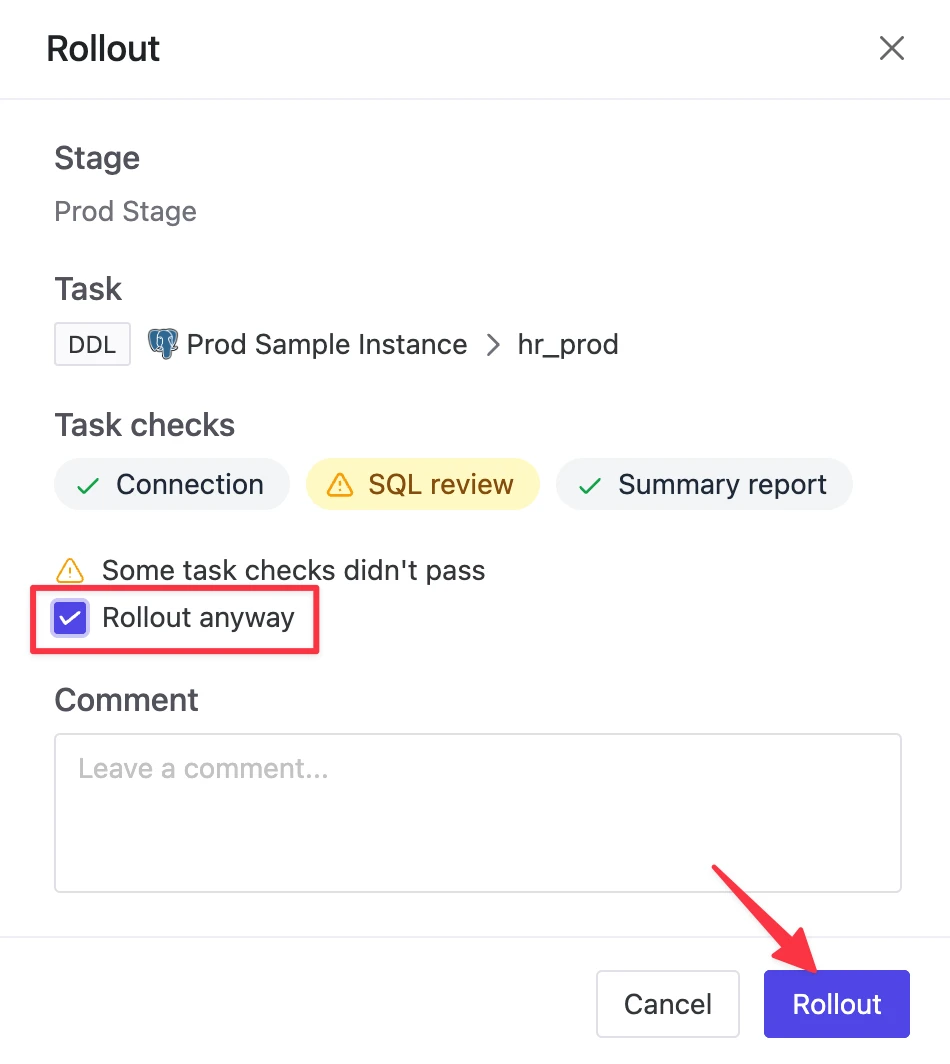 Rollout
Stage
Prod Stage
Task
DDL Prod Sample Instance > hr_prod
Task checks
Connection SQL review Summary report
Some task checks didn't pass
Rollout anyway
Comment
Leave a comment...
Cancel Rollout